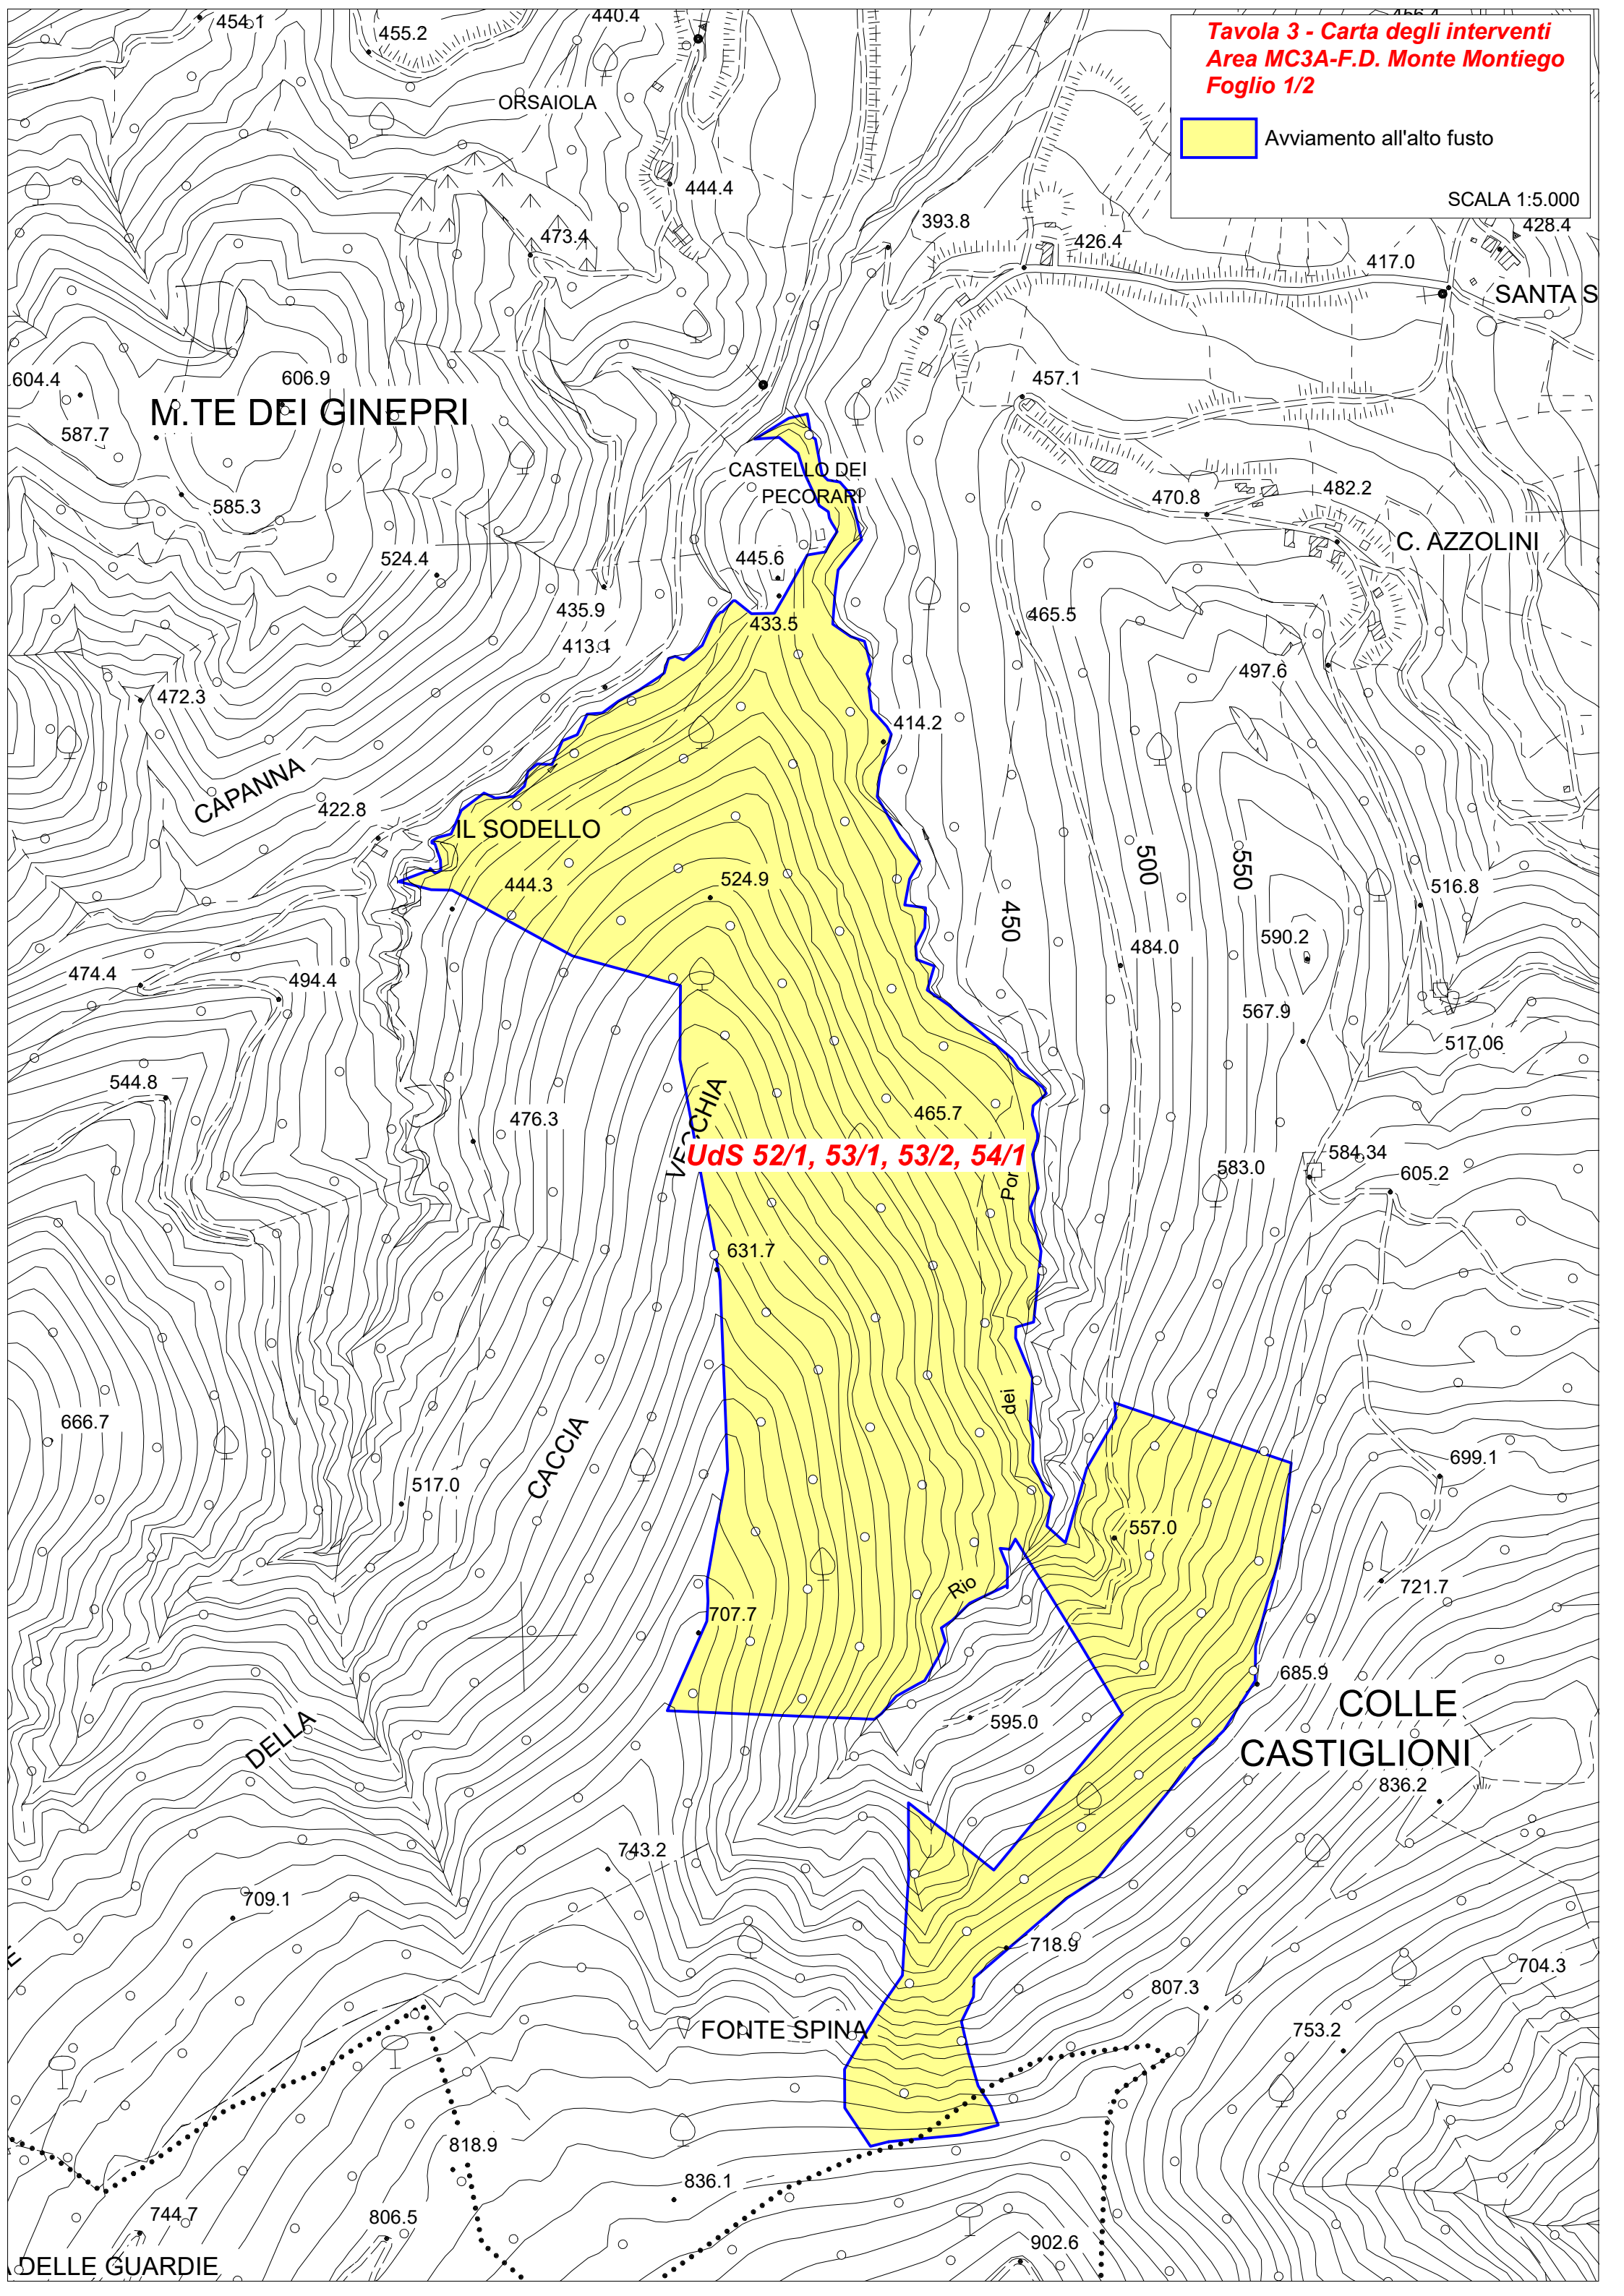 454.1
455.2
440.4
Tavola 3 - Carta degli interventi
Area MC3A-F.D. Monte Montiego
Foglio 1/2
Avviamento all'alto fusto
SCALA 1:5.000
ORSAIOLA
444.4
473.4
393.8
426.4
417.0
428.4
SANTA S
604.4
606.9
M.TE DEI GINEPRI
587.7
585.3
457.1
CASTELLO DEI
PECORARI
470.8
482.2
C. AZZOLINI
524.4
445.6
435.9
433.5
465.5
413.1
497.6
472.3
414.2
CAPANNA
422.8
IL SODELLO
444.3
524.9
450
500
550
516.8
590.2
484.0
474.4
494.4
567.9
517.06
544.8
476.3
VECCHIA
465.7
UdS 52/1, 53/1, 53/2, 54/1
Por
584.34
583.0
605.2
631.7
666.7
dei
CACCIA
517.0
699.1
557.0
Rio
721.7
707.7
685.9
595.0
COLLE
CASTIGLIONI
836.2
DELLA
743.2
709.1
718.9
704.3
807.3
FONTE SPINA
753.2
818.9
836.1
744.7
806.5
902.6
DELLE GUARDIE